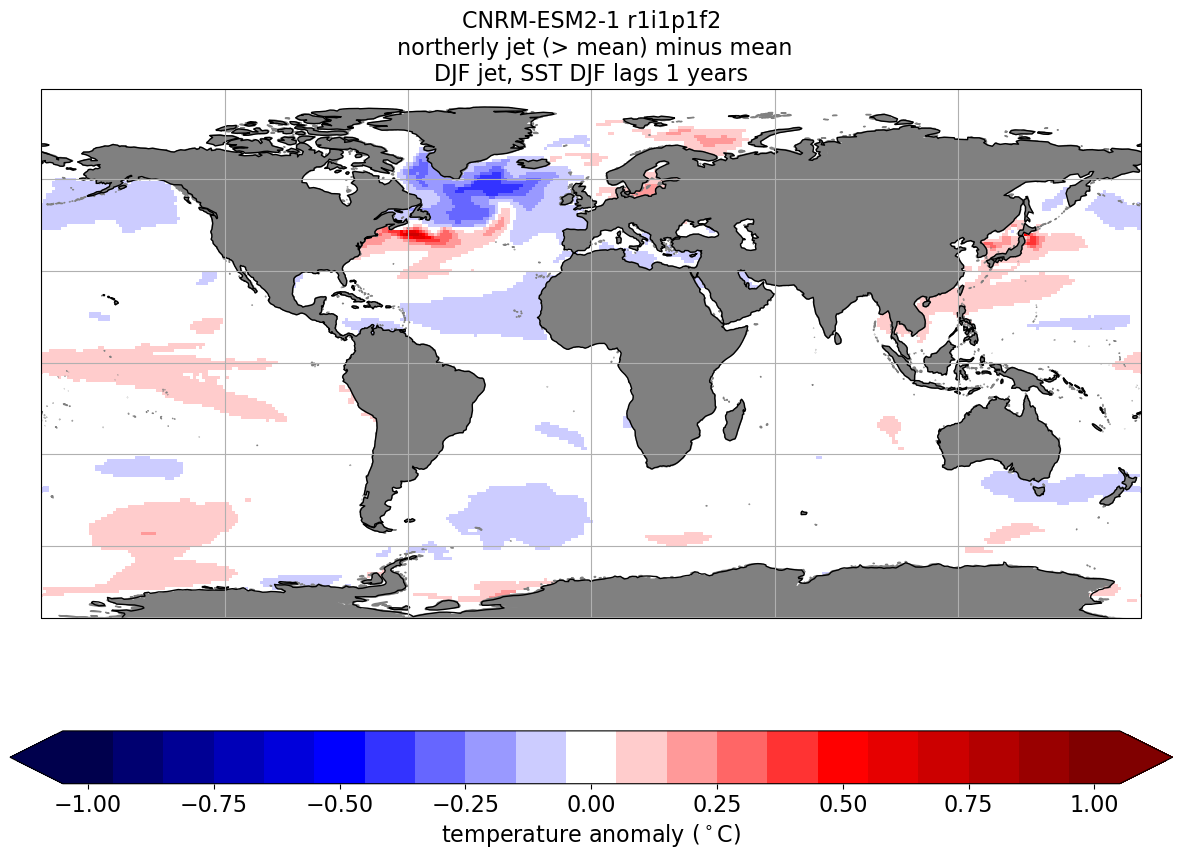 CNRM-ESM2-1 r1i1p1f2
northerly jet (> mean) minus mean
DJF jet, SST DJF lags 1 years
−1.00 −0.75 −0.50 −0.25 0.00 0.25 0.50 0.75 1.00
temperature anomaly (°C)